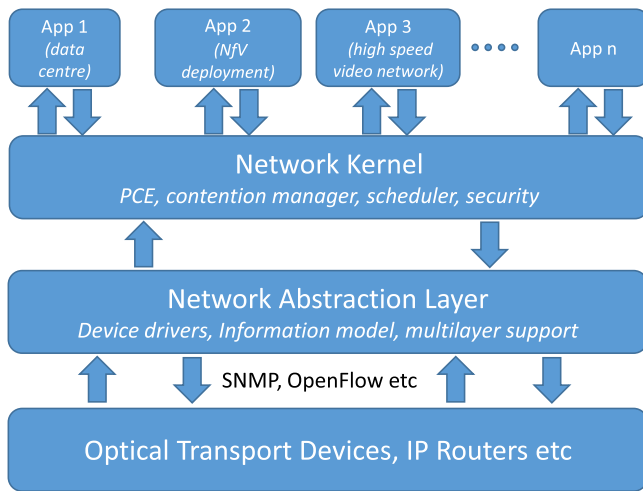 App 1
(data
centre)
App 2
(NfV
deployment)
App 3
(high speed
video network)
App n
Network Kernel
PCE, contention manager, scheduler, security
Network Abstraction Layer
Device drivers, Information model, multilayer support
SNMP, OpenFlow etc
Optical Transport Devices, IP Routers etc